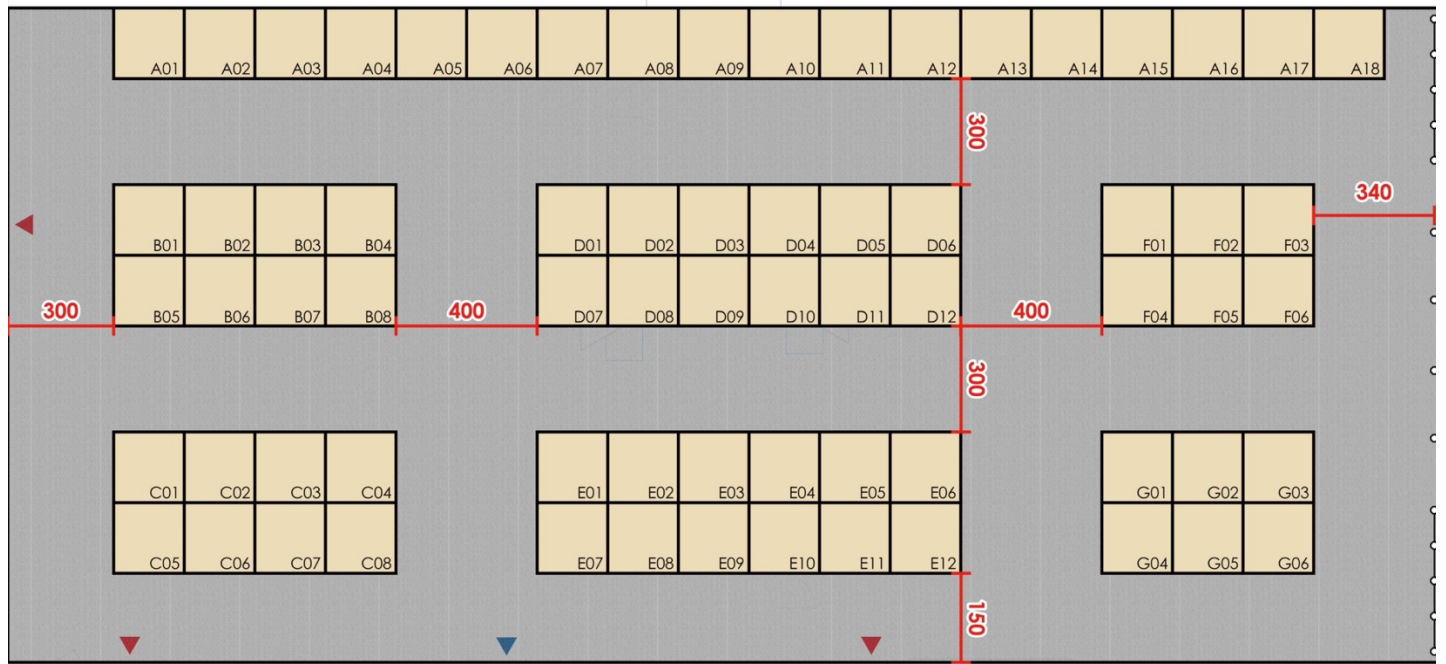 A01 A02 A03 A04 A05 A06 A07 A08 A09 A10 A11 A12 A13 A14 A15 A16 A17 A18
300
340
B01 B02 B03 B04 D01 D02 D03 D04 D05 D06 F01 F02 F03
300 400 400
B05 B06 B07 B08 D07 D08 D09 D10 D11 D12 F04 F05 F06
300
C01 C02 C03 C04 E01 E02 E03 E04 E05 E06 G01 G02 G03
C05 C06 C07 C08 E07 E08 E09 E10 E11 E12 G04 G05 G06
150